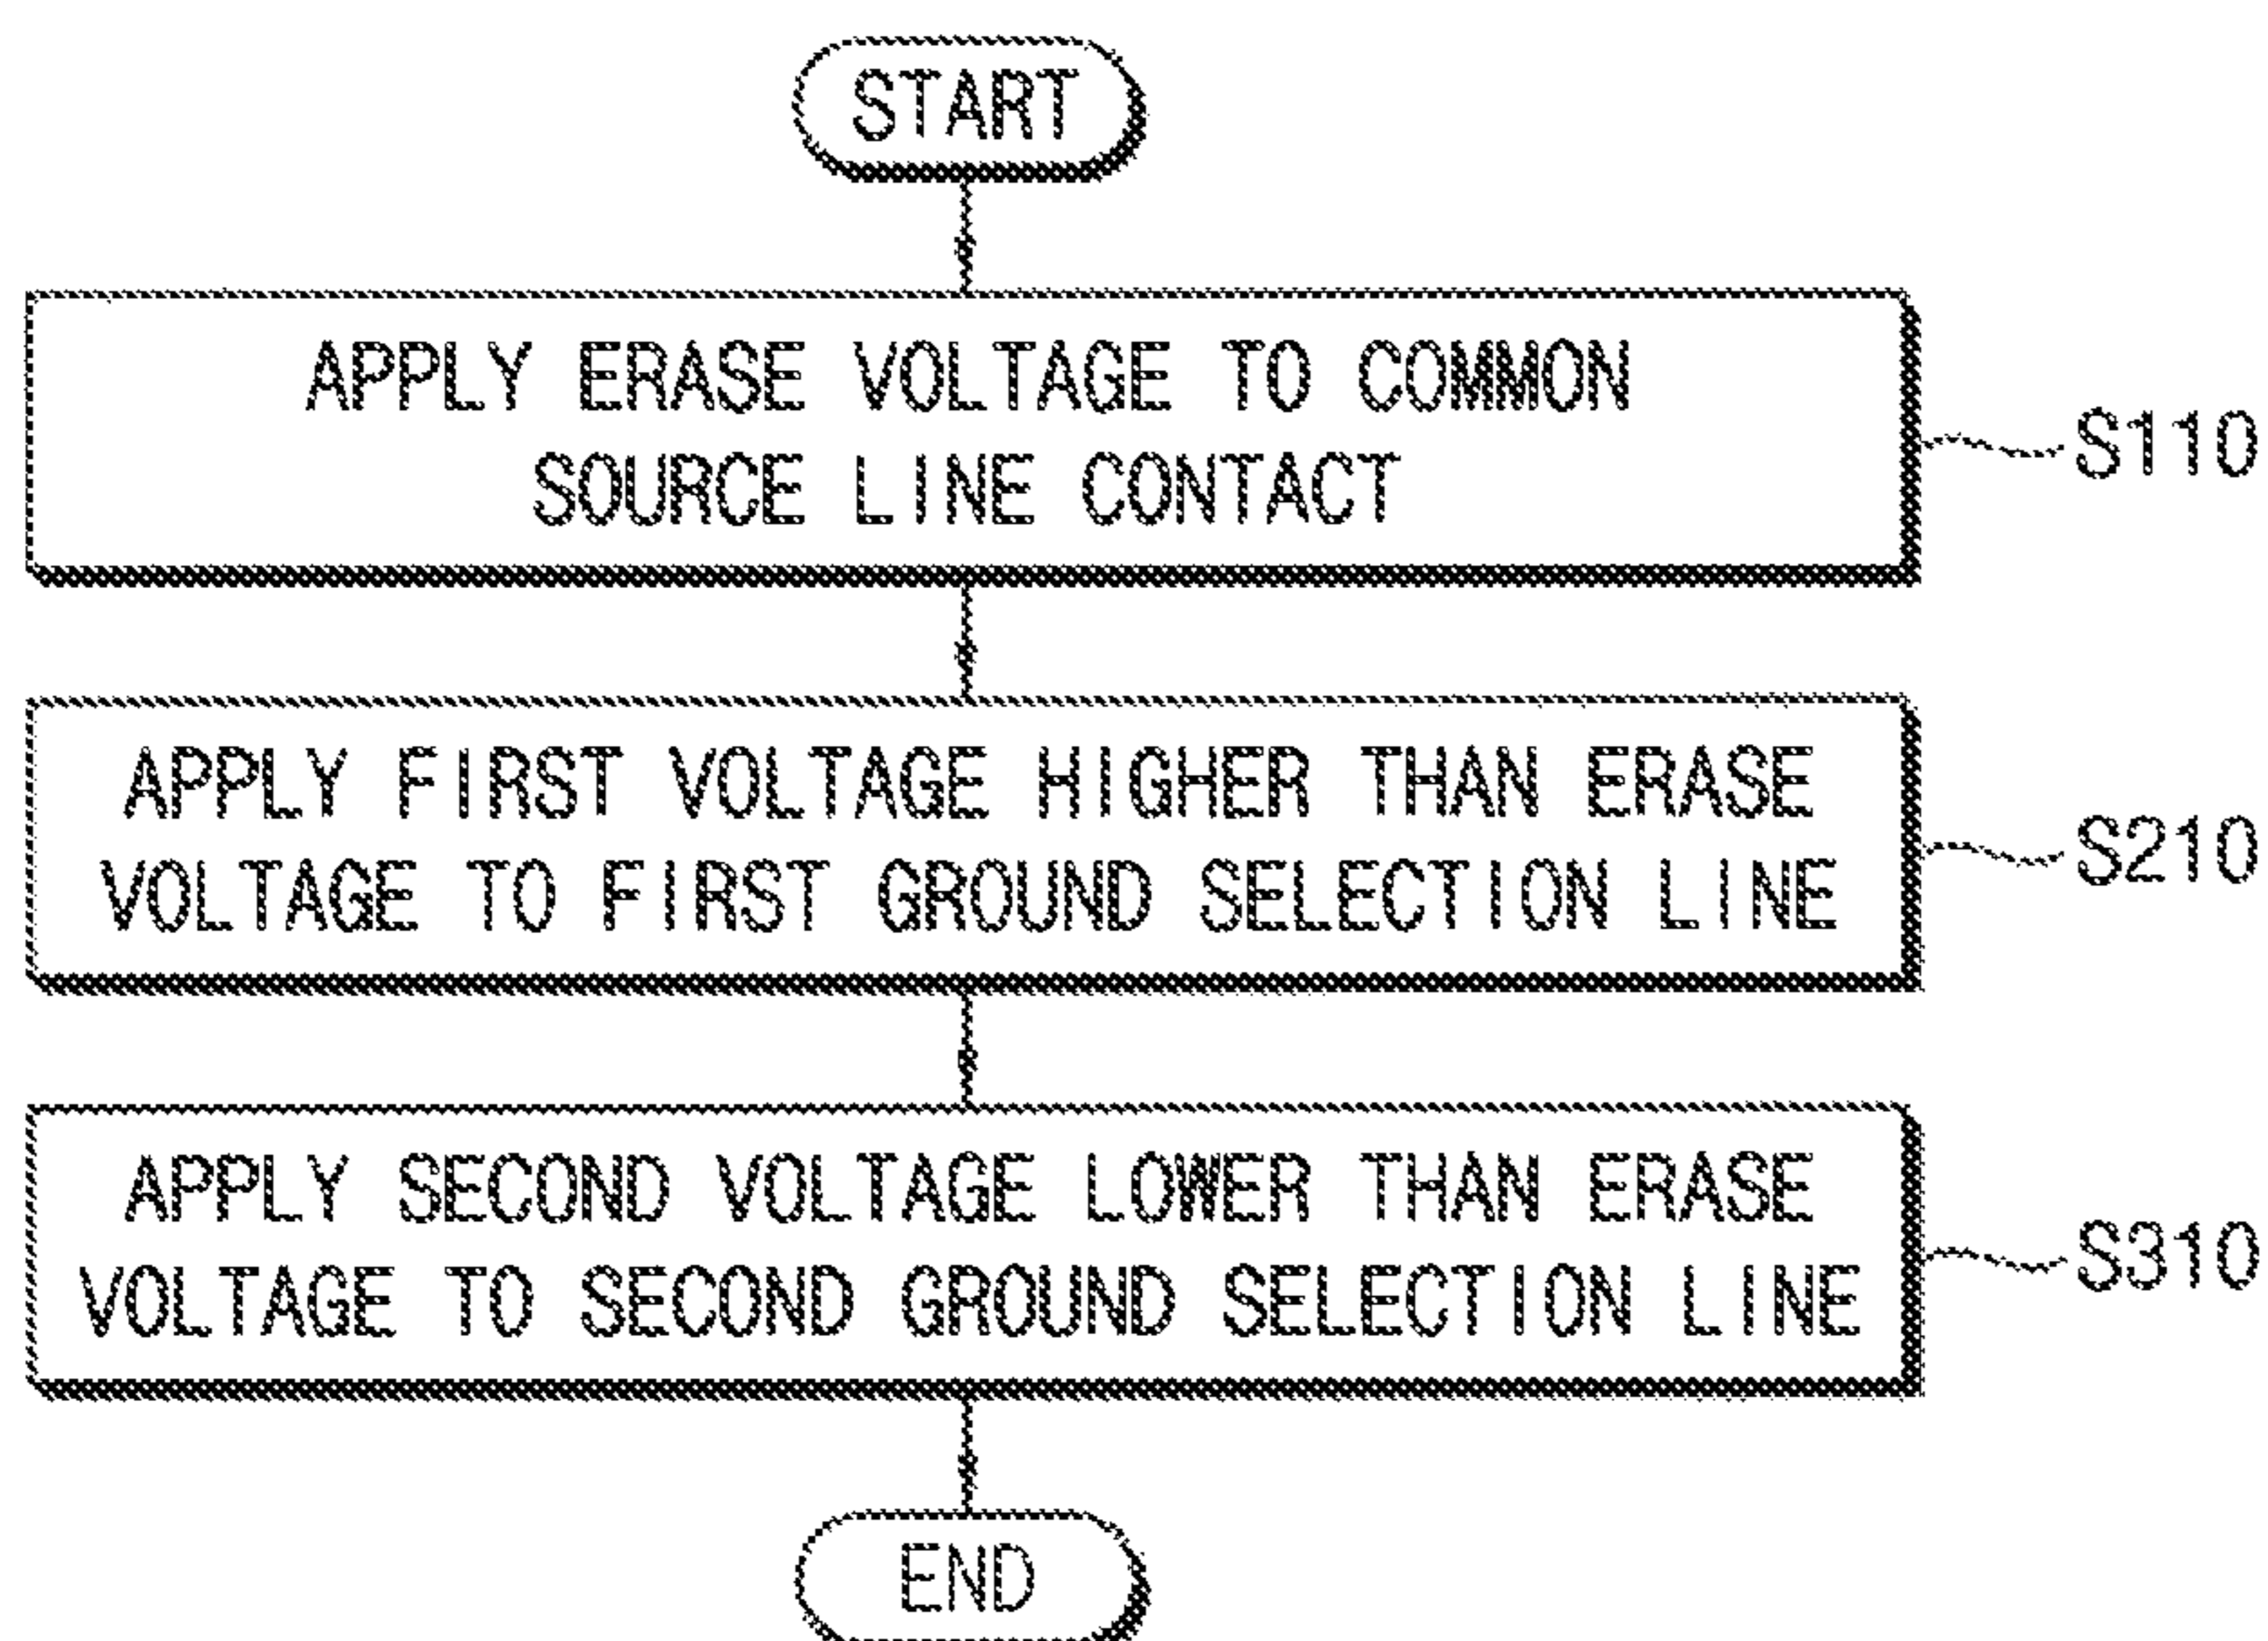 START
APPLY ERASE VOLTAGE TO COMMON
SOURCE LINE CONTACT
S110
APPLY FIRST VOLTAGE HIGHER THAN ERASE
VOLTAGE TO FIRST GROUND SELECTION LINE
S210
APPLY SECOND VOLTAGE LOWER THAN ERASE
VOLTAGE TO SECOND GROUND SELECTION LINE
S310
END